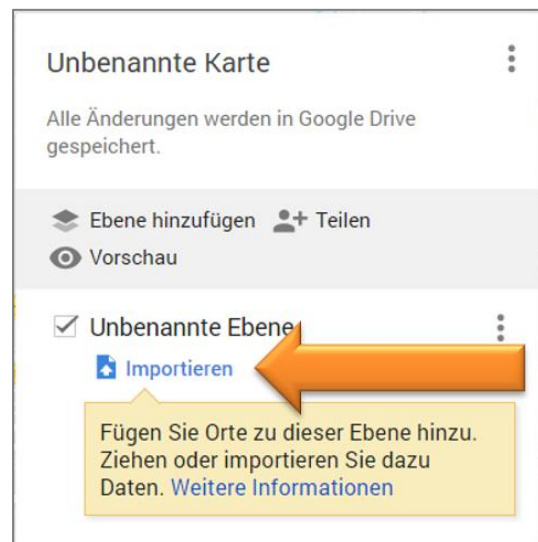 Unbenannte Karte
Alle Änderungen werden in Google Drive
gespeichert.
Ebene hinzufügen Teilen
Vorschau
Unbenannte Ebene
Importieren
Fügen Sie Orte zu dieser Ebene hinzu.
Ziehen oder importieren Sie dazu
Daten. Weitere Informationen